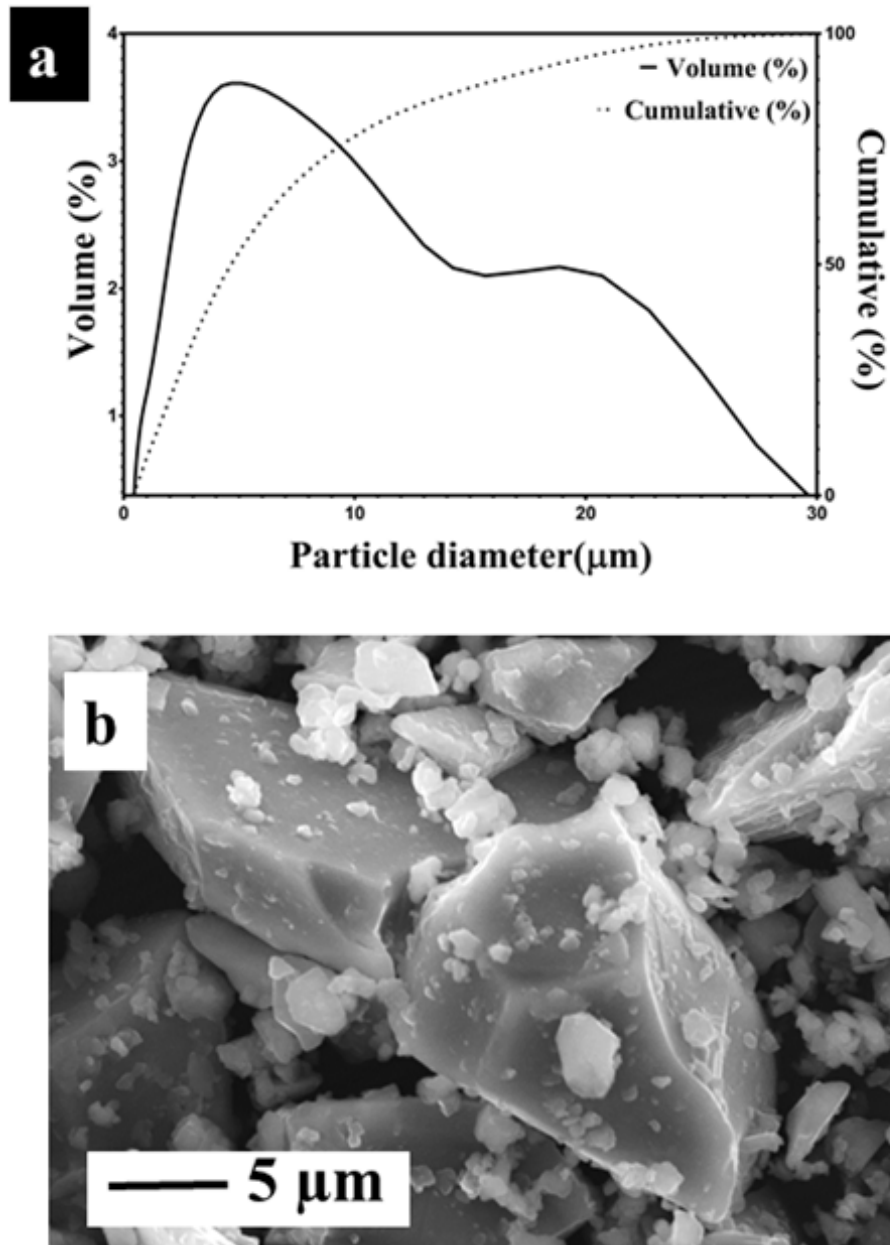 a
4
3
2
1
Volume (%)
100
50
0
Cumulative (%)
Volume (%)
Cumulative (%)
0
10
20
30
Particle diameter(μm)
b
5 μm